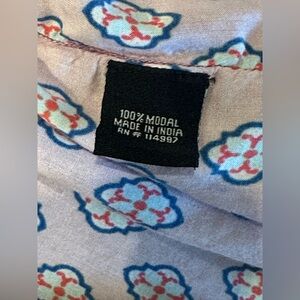 100% MODAL
MADE IN INDIA
RN # 114997